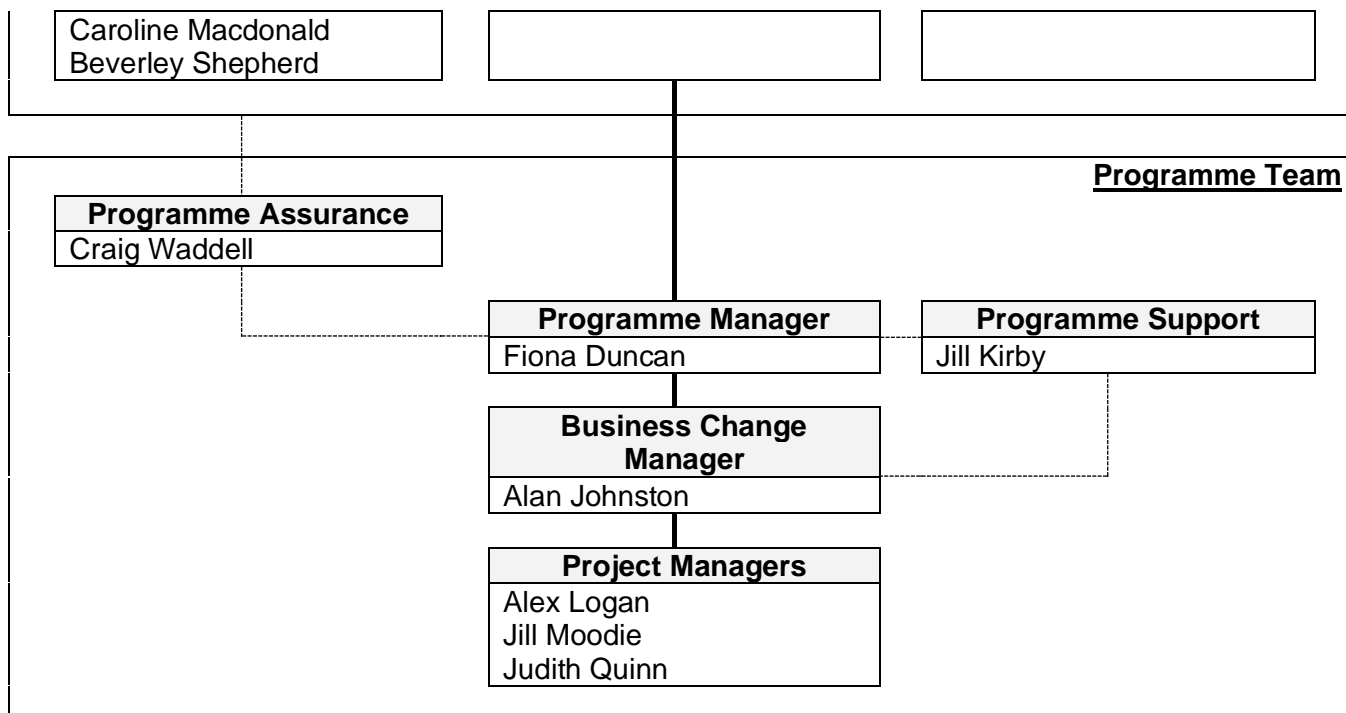 Caroline Macdonald
Beverley Shepherd
Programme Team
Programme Assurance
Craig Waddell
Programme Manager
Fiona Duncan
Programme Support
Jill Kirby
Business Change
Manager
Alan Johnston
Project Managers
Alex Logan
Jill Moodie
Judith Quinn